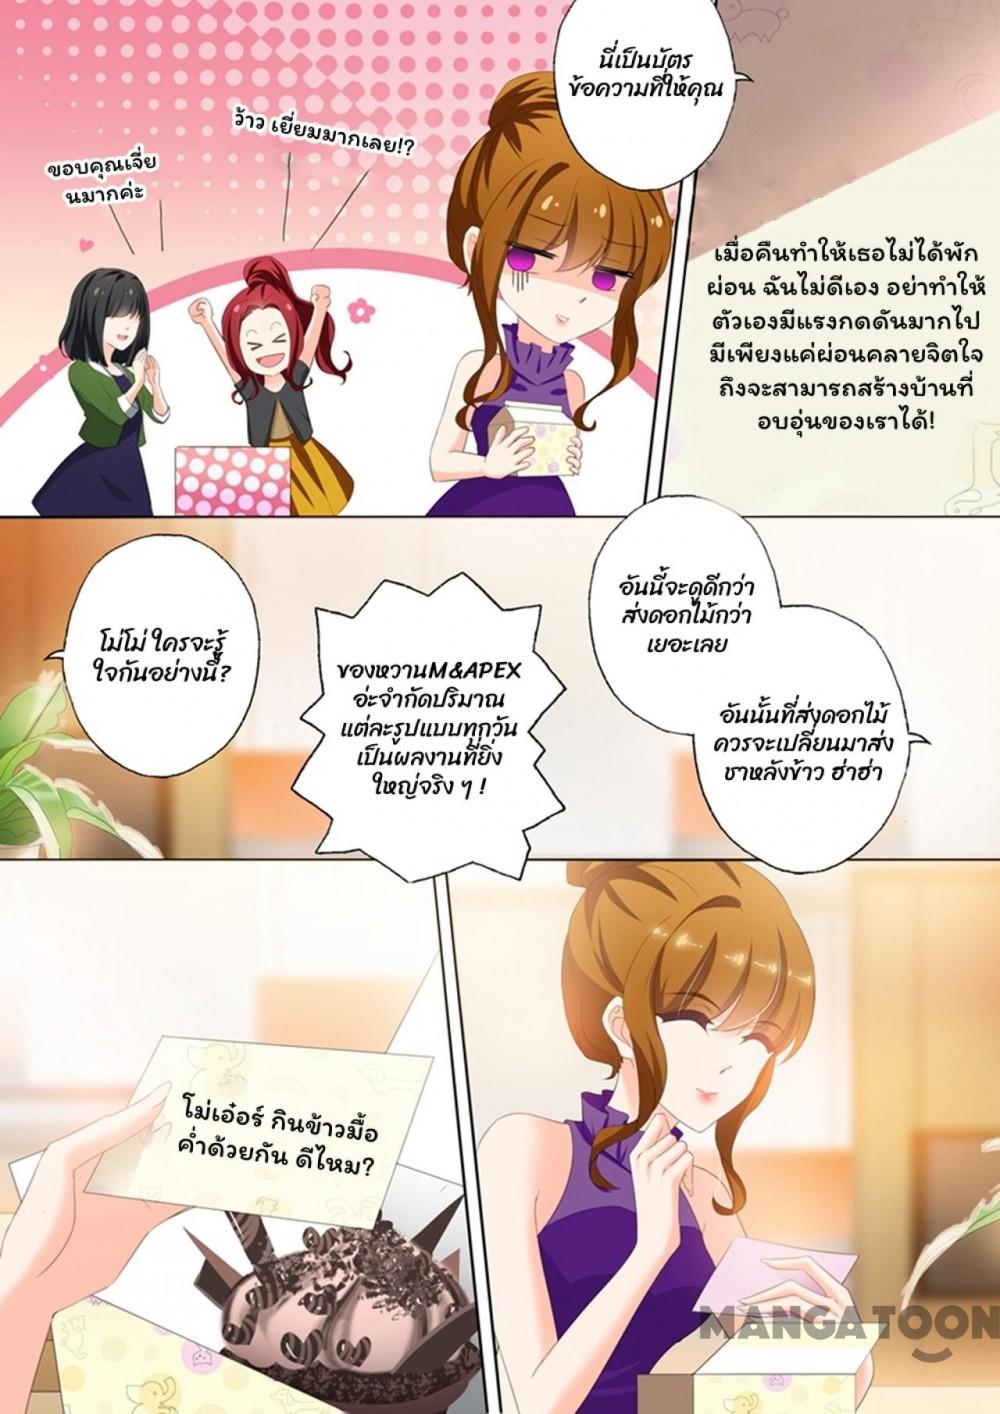 นี่เป็นบัตร
ข้อความที่ให้คุณ
ว้าว เยี่ยมมากเลย!?
ขอบคุณเจี่ย
นมากค่ะ
เมื่อคืนทำให้เธอไม่ได้พัก
ผ่อน ฉันไม่ดีเอง อย่าทำให้
ตัวเองมีแรงกดดันมากไป
มีเพียงแค่ผ่อนคลายจิตใจ
ถึงจะสามารถสร้างบ้านที่
อบอุ่นของเราได้!
โม่โม่ ใครจะรู้
ใจกันอย่างนี้?
ของหวานM&APEX
อ่ะจำกัดปริมาณ
แต่ละรูปแบบทุกวัน
เป็นผลงานที่ยิ่ง
ใหญ่จริง ๆ !
อันนี้จะดูดีกว่า
ส่งดอกไม้กว่า
เยอะเลย
อันนั้นที่ส่งดอกไม้
ควรจะเปลี่ยนมาส่ง
ชาหลังข้าว ฮ่าฮ่า
โม่เอ๋อร์ กินข้าวมื้อ
ค่ำด้วยกัน ดีไหม?
MANGATOON